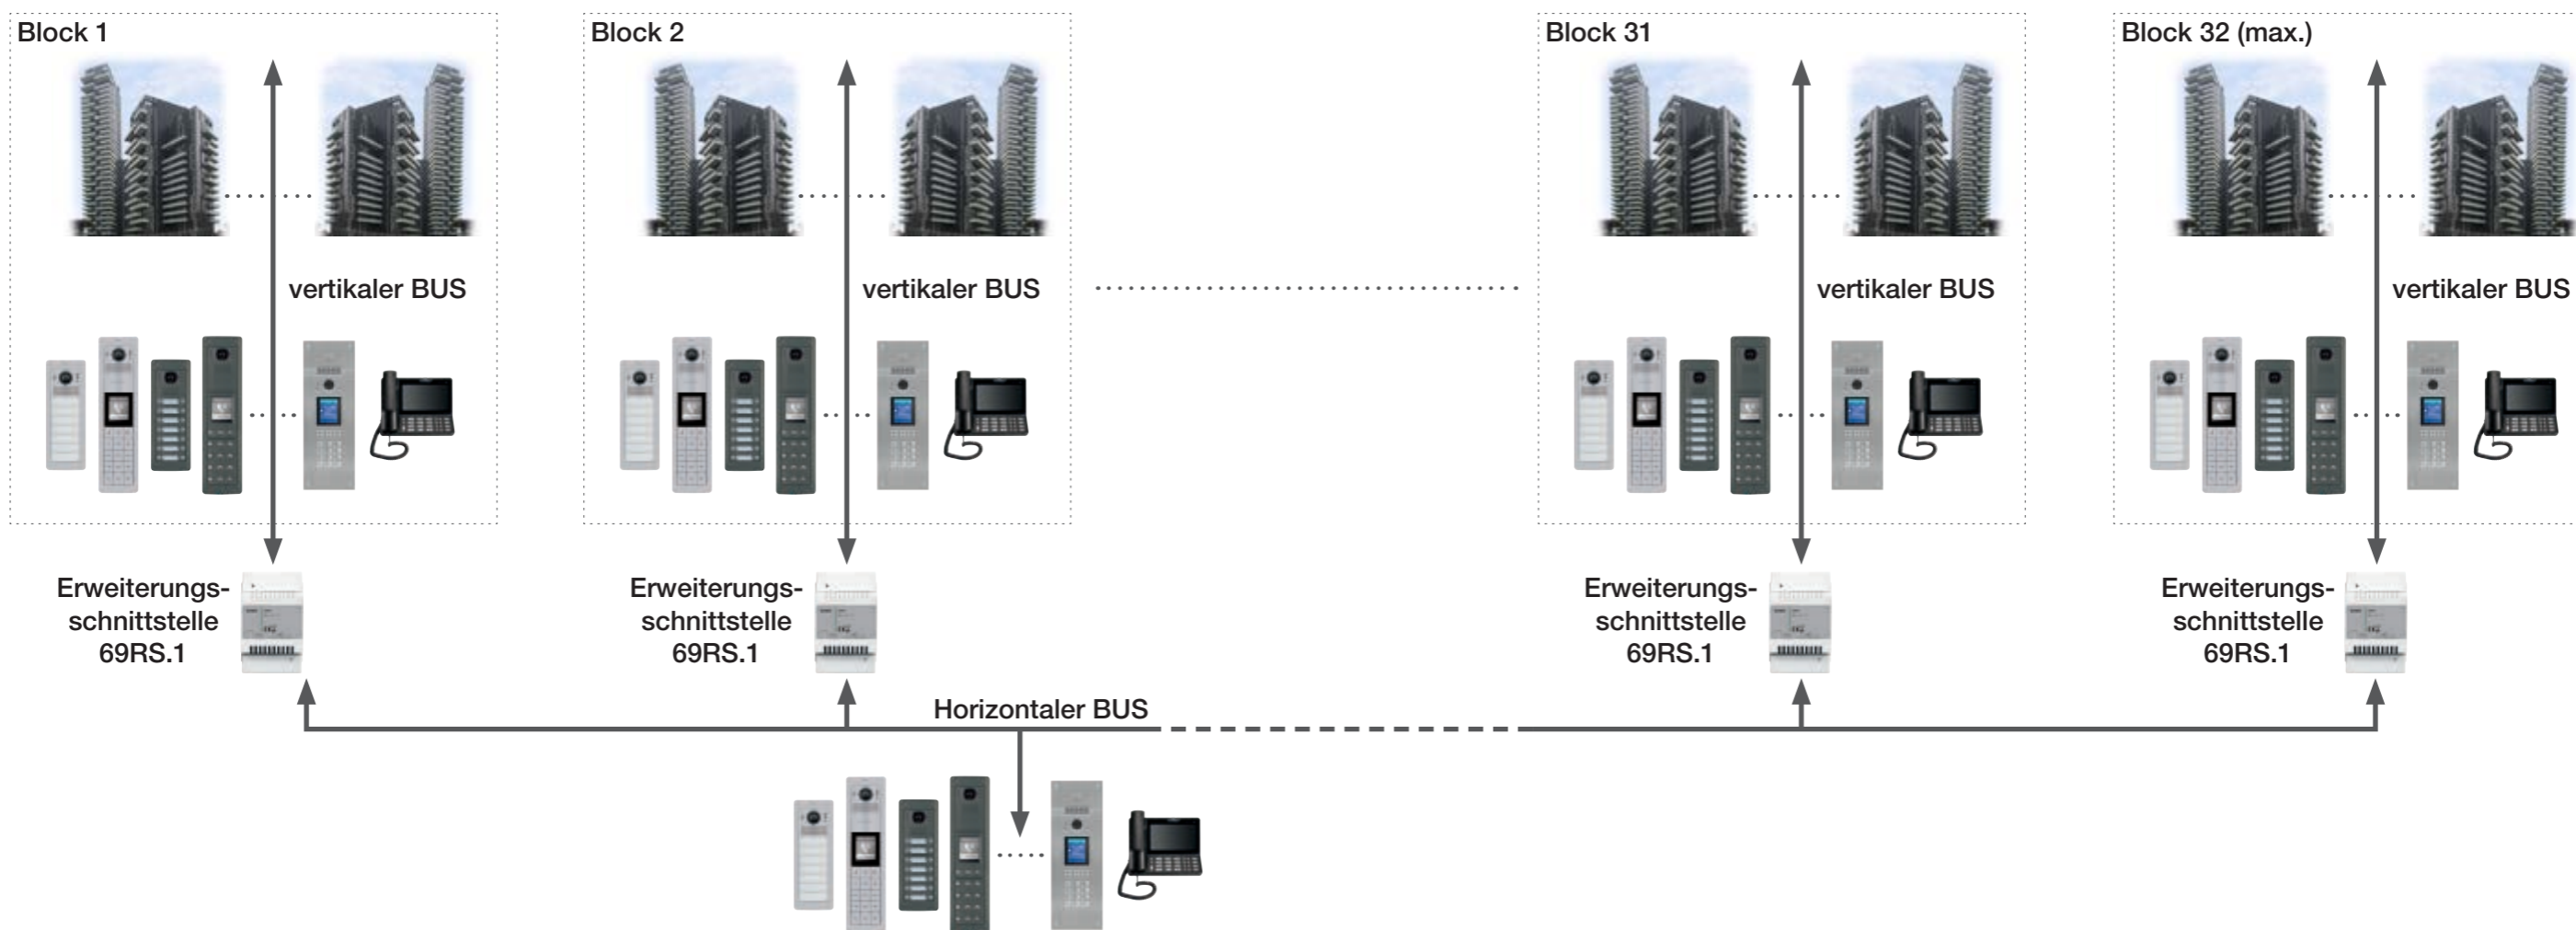 Block 1
Block 2
Block 31
Block 32 (max.)
vertikaler BUS
vertikaler BUS
vertikaler BUS
vertikaler BUS
Erweiterungs-
schnittstelle
69RS.1
Erweiterungs-
schnittstelle
69RS.1
Erweiterungs-
schnittstelle
69RS.1
Erweiterungs-
schnittstelle
69RS.1
Horizontaler BUS